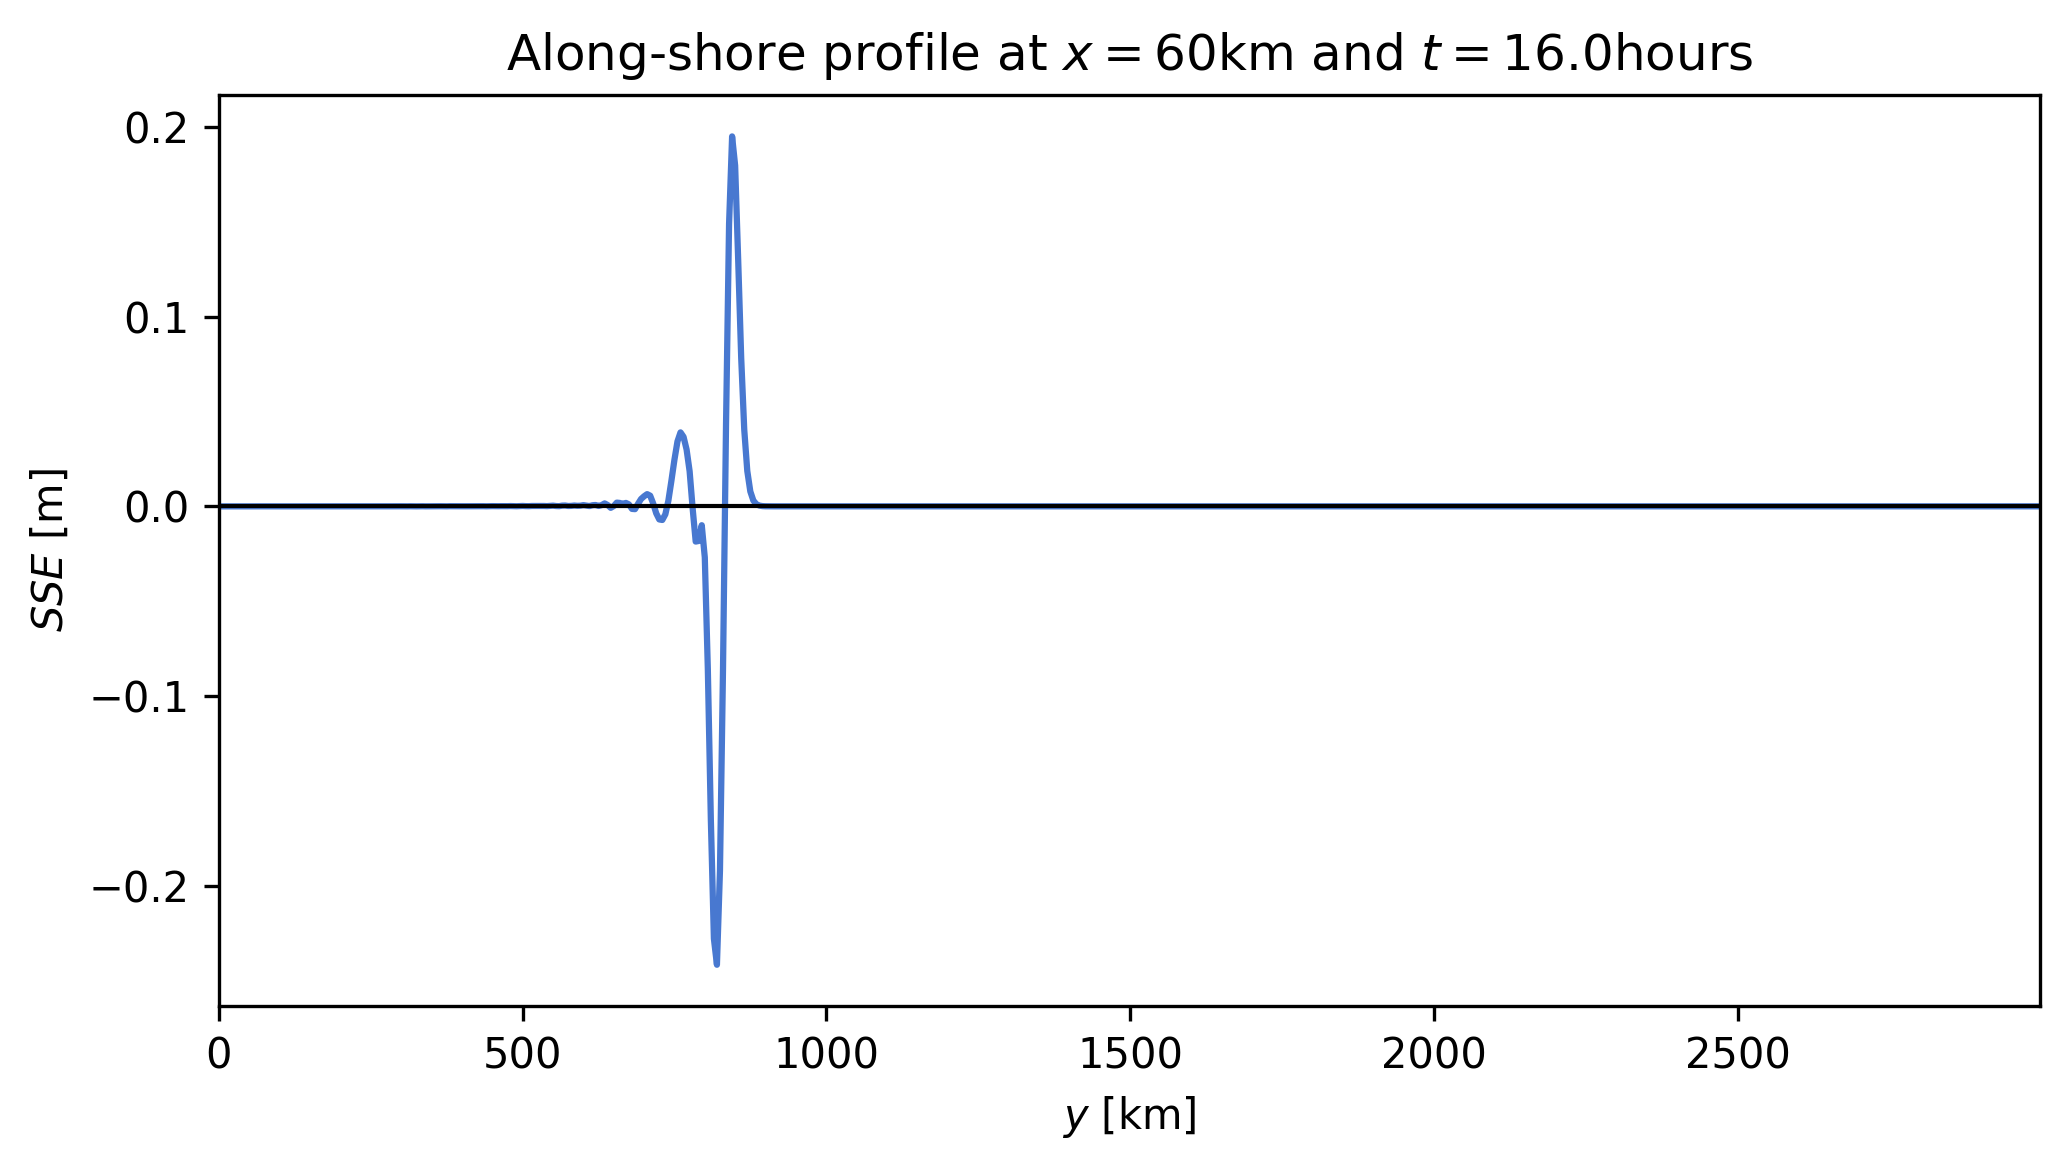 Along-shore profile at x = 60km and t = 16.0hours
0.2
0.1
0.0
−0.1
−0.2
SSE [m]
0 500 1000 1500 2000 2500
y [km]